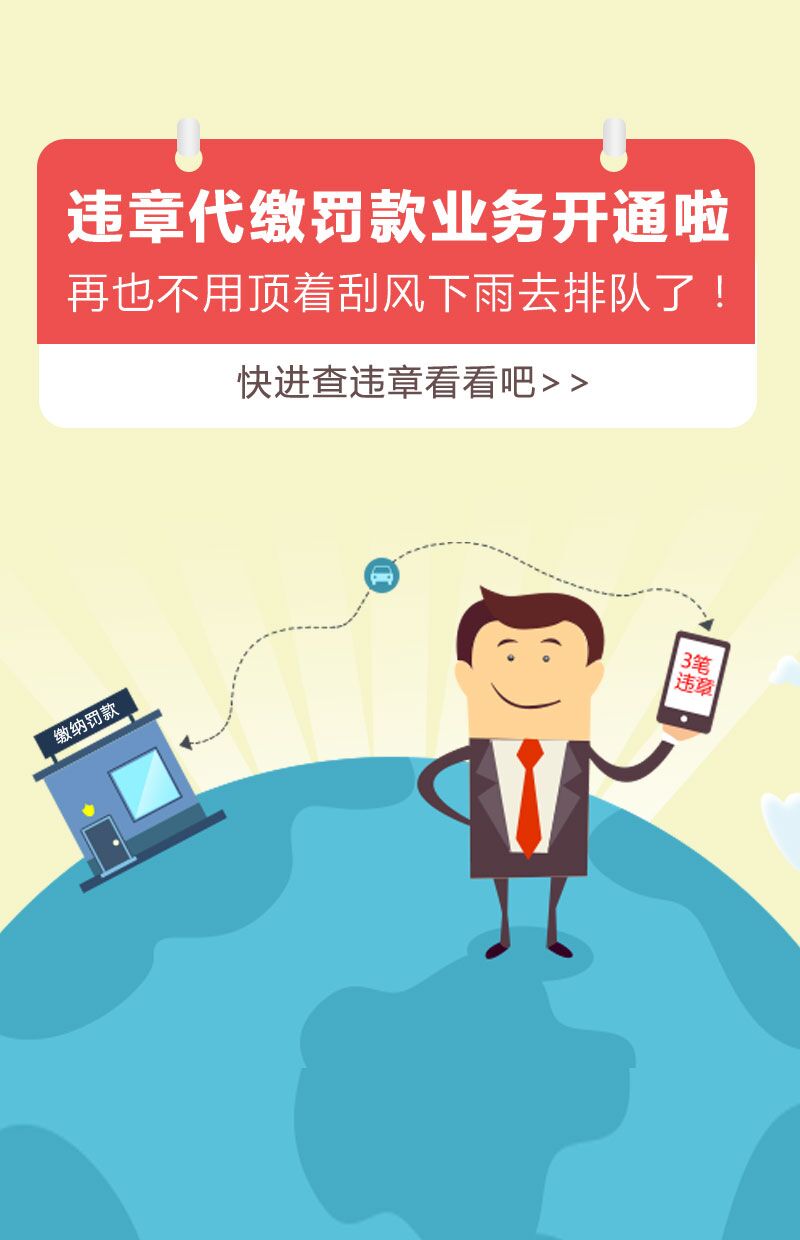 违章代缴罚款业务开通啦
再也不用顶着刮风下雨去排队了！
快进查违章看看吧>>
3笔
违章
缴纳罚款